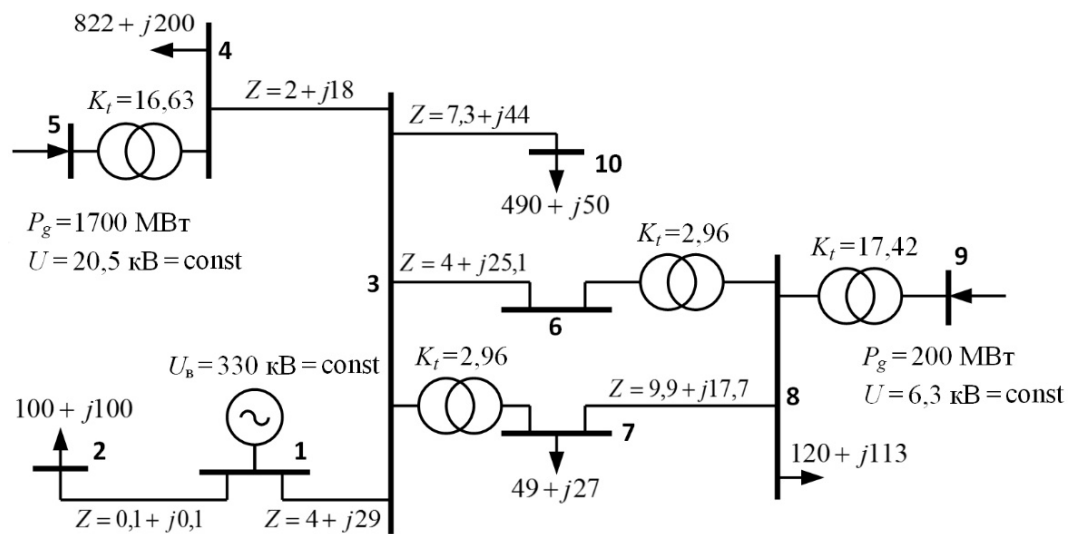 822 + j200
4
K_t = 16,63
Z = 2 + j18
5
P_g = 1700 МВт
U = 20,5 кВ = const
Z = 7,3 + j44
10
490 + j50
K_t = 2,96
K_t = 17,42
9
3
Z = 4 + j25,1
6
P_g = 200 МВт
U = 6,3 кВ = const
U_в = 330 кВ = const
K_t = 2,96
Z = 9,9 + j17,7
8
100 + j100
2
1
7
49 + j27
120 + j113
Z = 0,1 + j0,1
Z = 4 + j29